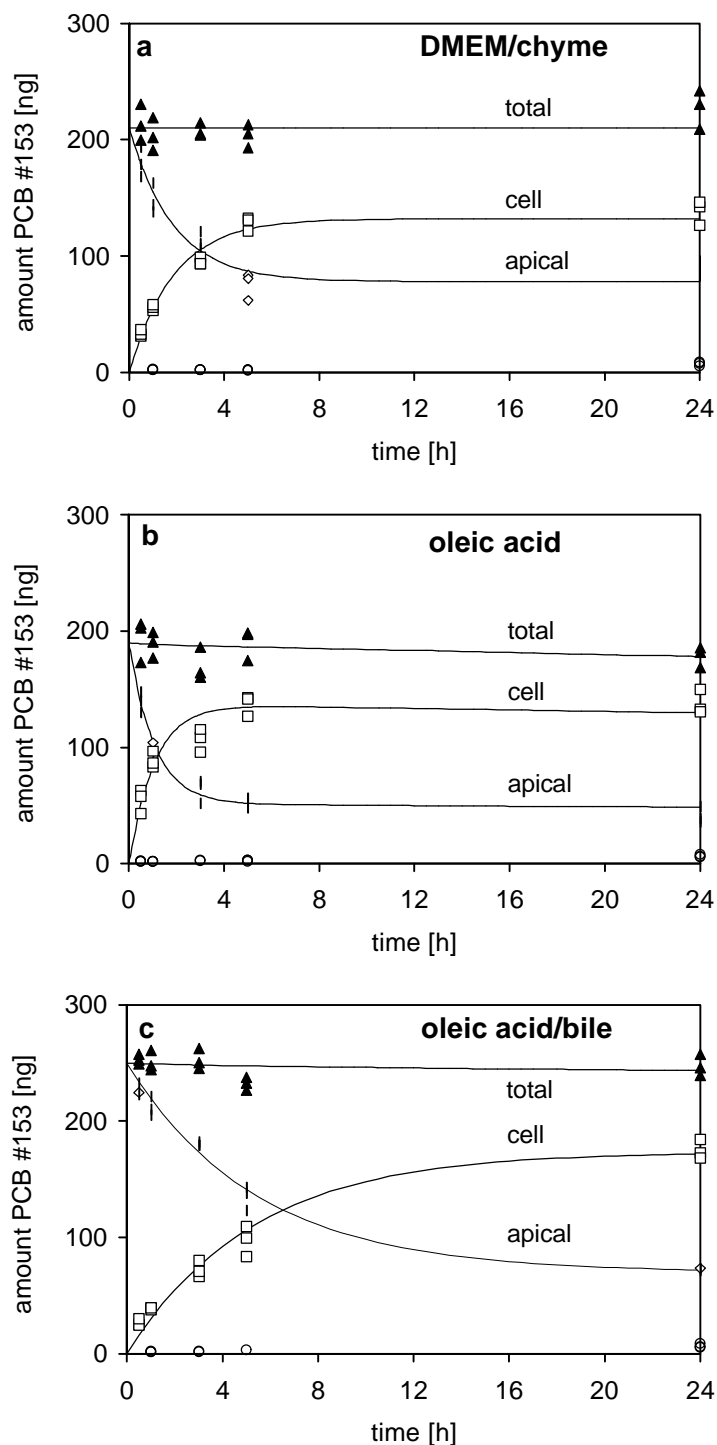 a
DMEM/chyme
300
200
100
0
amount PCB #153 [ng]
total
cell
apical
0 4 8 12 16 20 24
time [h]
b
oleic acid
300
200
100
0
amount PCB #153 [ng]
total
cell
apical
0 4 8 12 16 20 24
time [h]
c
oleic acid/bile
300
200
100
0
amount PCB #153 [ng]
total
cell
apical
0 4 8 12 16 20 24
time [h]